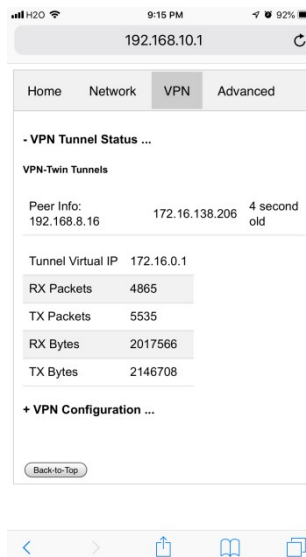 H2O 9:15 PM 92%
192.168.10.1
Home Network VPN Advanced
- VPN Tunnel Status ...
VPN-Twin Tunnels
Peer Info: 172.16.138.206 4 second
192.168.8.16 old
Tunnel Virtual IP 172.16.0.1
RX Packets 4865
TX Packets 5535
RX Bytes 2017566
TX Bytes 2146708
+ VPN Configuration ...
Back-to-Top